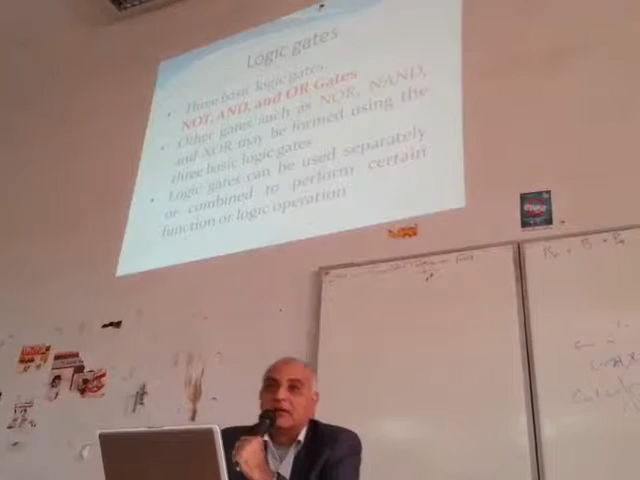 Logic gates
• Three basic logic gates,
NOT, AND, and OR Gates
• Other gates such as NOR, NAND,
and XOR may be formed using the
three basic logic gates
• Logic gates can be used separately
or combined to perform certain
function or logic operation